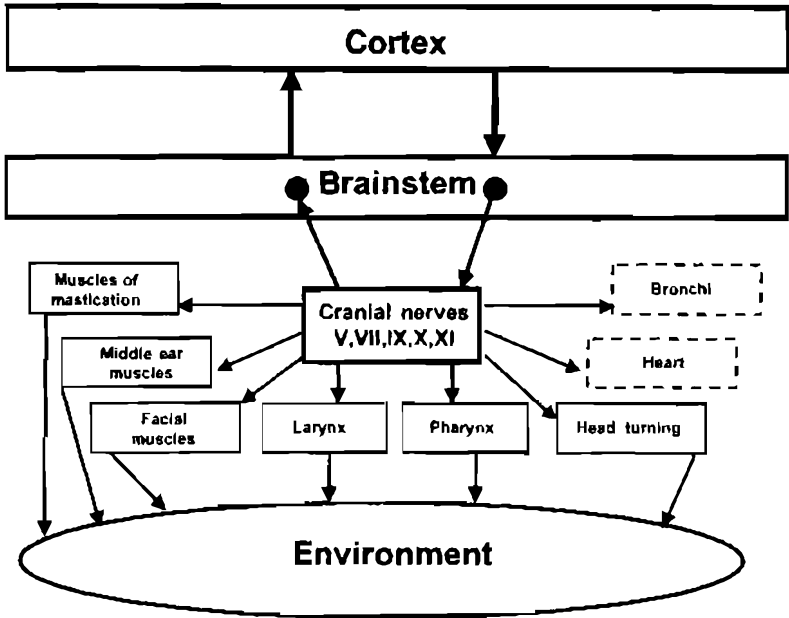 Cortex
Brainstem
Muscles of
mastication
Cranial nerves
V,VII,IX,X,XI
Bronchi
Middle ear
muscles
Heart
Facial
muscles
Larynx
Pharynx
Head turning
Environment